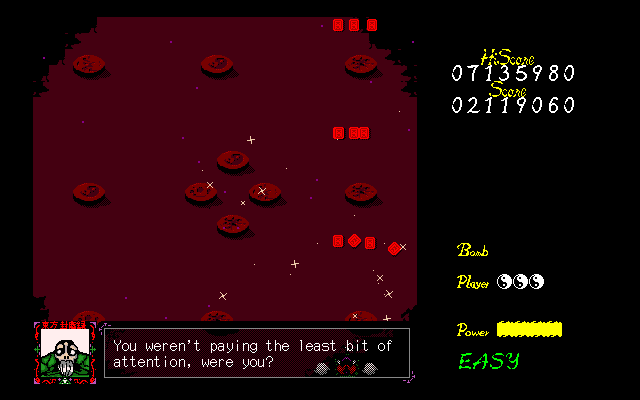 HiScore
07135980
Score
02119060
Bomb
Player
Power
EASY
You weren't paying the least bit of
attention, were you?